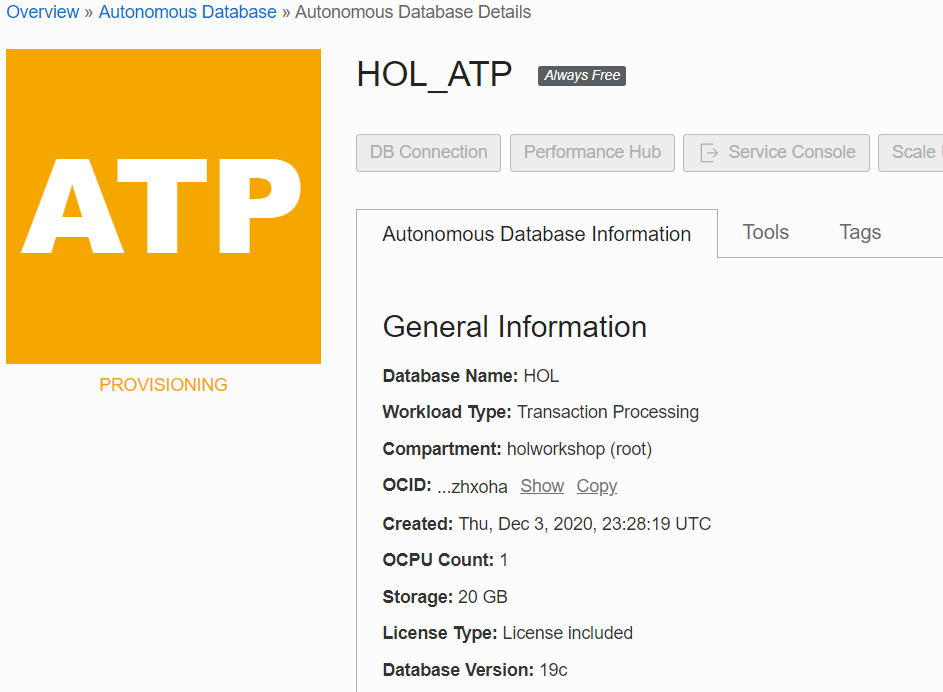 Overview » Autonomous Database » Autonomous Database Details
ATP
PROVISIONING
HOL_ATP Always Free
DB Connection Performance Hub Service Console Scale
Autonomous Database Information Tools Tags
General Information
Database Name: HOL
Workload Type: Transaction Processing
Compartment: holworkshop (root)
OCID: ...zhxoha Show Copy
Created: Thu, Dec 3, 2020, 23:28:19 UTC
OCPU Count: 1
Storage: 20 GB
License Type: License included
Database Version: 19c